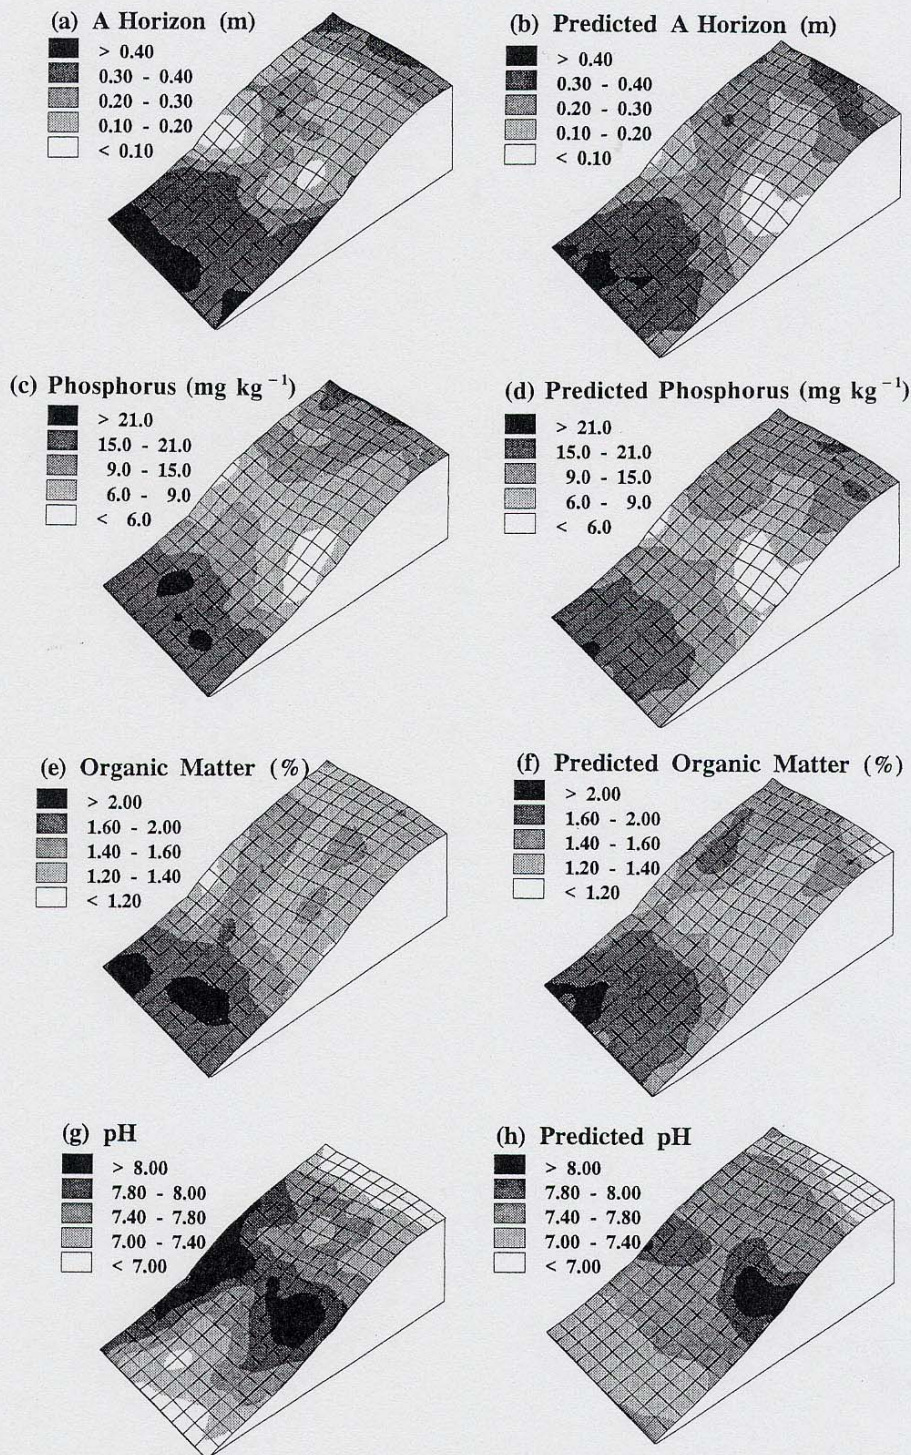 (a) A Horizon (m)
> 0.40
0.30 - 0.40
0.20 - 0.30
0.10 - 0.20
< 0.10
(b) Predicted A Horizon (m)
> 0.40
0.30 - 0.40
0.20 - 0.30
0.10 - 0.20
< 0.10
(c) Phosphorus (mg kg⁻¹)
> 21.0
15.0 - 21.0
9.0 - 15.0
6.0 - 9.0
< 6.0
(d) Predicted Phosphorus (mg kg⁻¹)
> 21.0
15.0 - 21.0
9.0 - 15.0
6.0 - 9.0
< 6.0
(e) Organic Matter (%)
> 2.00
1.60 - 2.00
1.40 - 1.60
1.20 - 1.40
< 1.20
(f) Predicted Organic Matter (%)
> 2.00
1.60 - 2.00
1.40 - 1.60
1.20 - 1.40
< 1.20
(g) pH
> 8.00
7.80 - 8.00
7.40 - 7.80
7.00 - 7.40
< 7.00
(h) Predicted pH
> 8.00
7.80 - 8.00
7.40 - 7.80
7.00 - 7.40
< 7.00